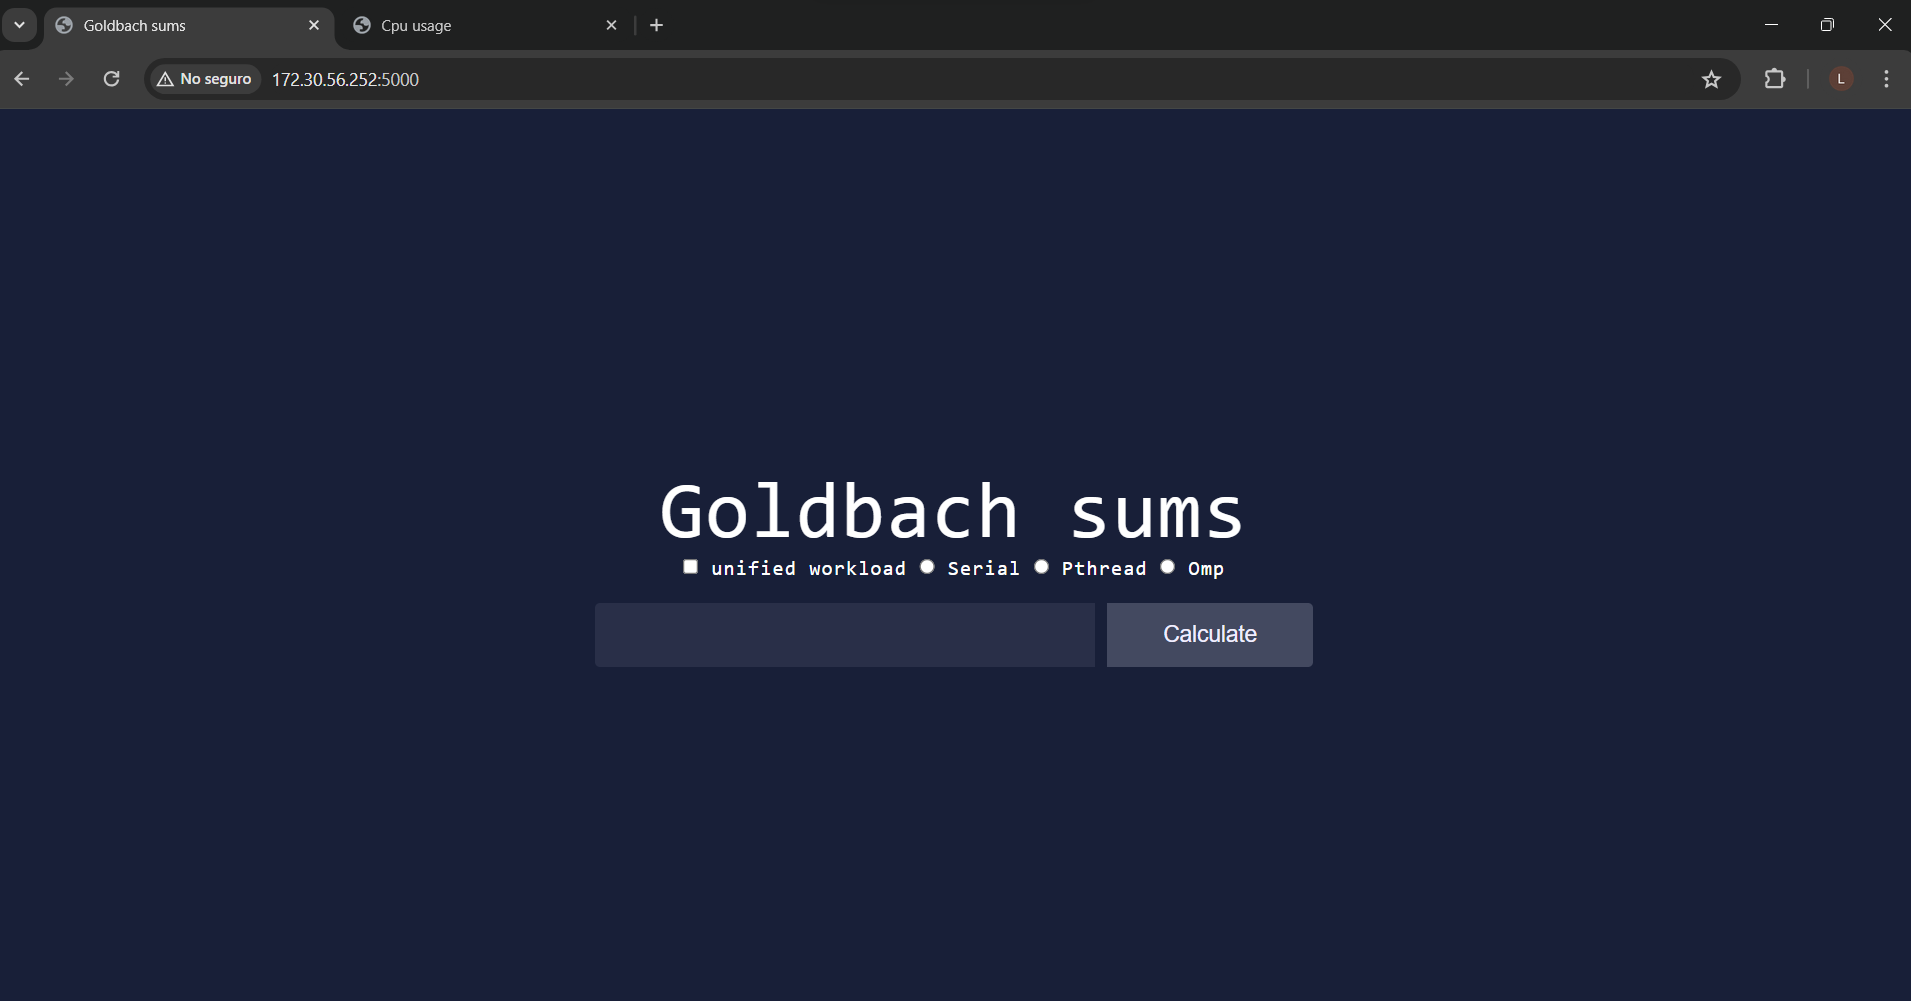 Goldbach sums
Cpu usage
No seguro 172.30.56.252:5000
L
Goldbach sums
unified workload Serial Pthread Omp
Calculate